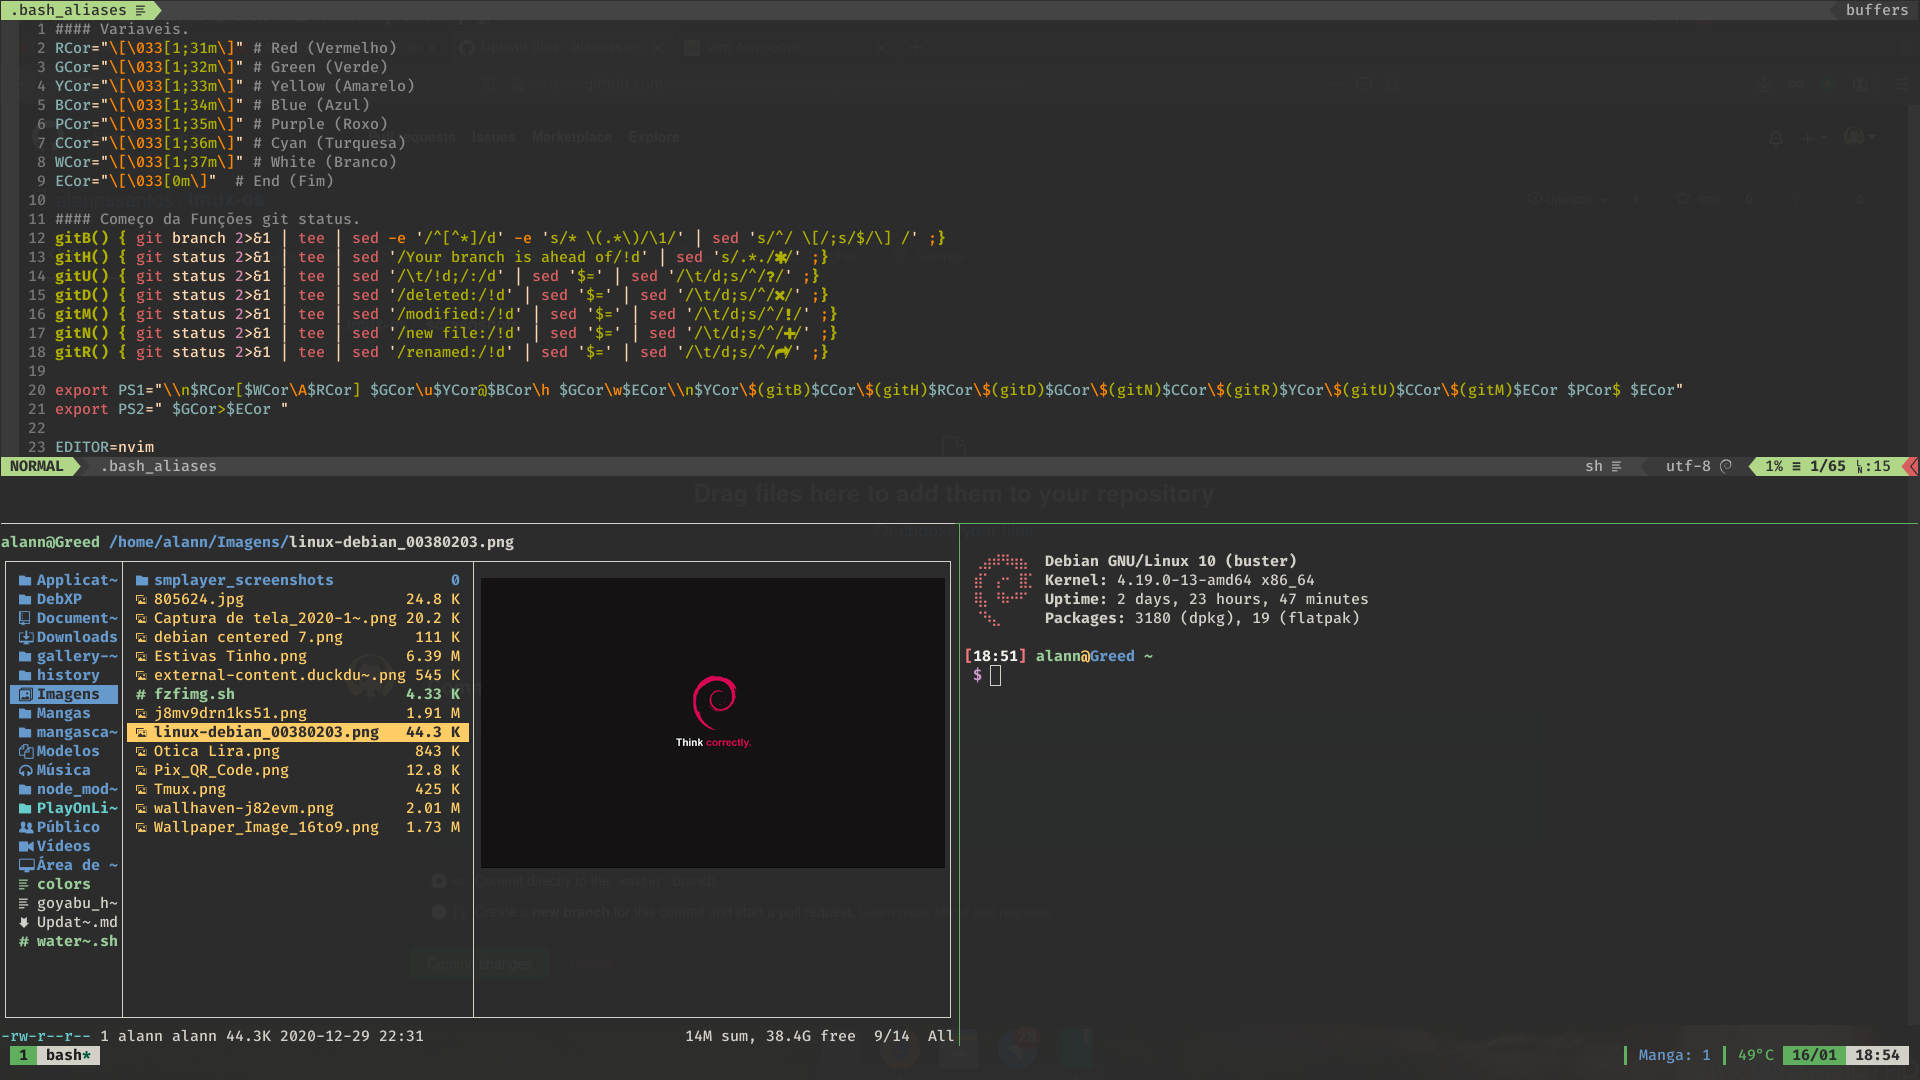 .bash_aliases buffers
1 #### Variaveis.
2 RCor="\[\033[1;31m\]" # Red (Vermelho)
3 GCor="\[\033[1;32m\]" # Green (Verde)
4 YCor="\[\033[1;33m\]" # Yellow (Amarelo)
5 BCor="\[\033[1;34m\]" # Blue (Azul)
6 PCor="\[\033[1;35m\]" # Purple (Roxo)
7 CCor="\[\033[1;36m\]" # Cyan (Turquesa)
8 WCor="\[\033[1;37m\]" # White (Branco)
9 ECor="\[\033[0m\]"  # End (Fim)
10
11 #### Começo da Funções git status.
12 gitB() { git branch 2>&1 | tee | sed -e '/^[^*]/d' -e 's/* \(.*\)/\1/' | sed 's/^/ \[/;s/$/\] /' ;}
13 gitH() { git status 2>&1 | tee | sed '/Your branch is ahead of/!d' | sed 's/.*./✱/' ;}
14 gitU() { git status 2>&1 | tee | sed '/\t/!d;/:/d' | sed '$=' | sed '/\t/d;s/^/?/' ;}
15 gitD() { git status 2>&1 | tee | sed '/deleted:/!d' | sed '$=' | sed '/\t/d;s/^/✖/' ;}
16 gitM() { git status 2>&1 | tee | sed '/modified:/!d' | sed '$=' | sed '/\t/d;s/^/!/' ;}
17 gitN() { git status 2>&1 | tee | sed '/new file:/!d' | sed '$=' | sed '/\t/d;s/^/✚/' ;}
18 gitR() { git status 2>&1 | tee | sed '/renamed:/!d' | sed '$=' | sed '/\t/d;s/^/➦/' ;}
19
20 export PS1="\\n$RCor[$WCor\A$RCor] $GCor\u$YCor@$BCor\h $GCor\w$ECor\\n$YCor\$(gitB)$CCor\$(gitH)$RCor\$(gitD)$GCor\$(gitN)$CCor\$(gitR)$YCor\$(gitU)$CCor\$(gitM)$ECor $PCor$ $ECor"
21 export PS2=" $GCor>$ECor "
22
23 EDITOR=nvim
NORMAL .bash_aliases sh utf-8 1% ≡ 1/65 :15
Drag files here to add them to your repository
alann@Greed /home/alann/Imagens/linux-debian_00380203.png
Applicat~
DebXP
Document~
Downloads
gallery-~
history
Imagens
Mangas
mangasca~
Modelos
Música
node_mod~
PlayOnLi~
Público
Vídeos
Área de ~
colors
goyabu_h~
Updat~.md
# water~.sh
smplayer_screenshots 0
805624.jpg 24.8 K
Captura de tela_2020-1~.png 20.2 K
debian centered 7.png 111 K
Estivas Tinho.png 6.39 M
external-content.duckdu~.png 545 K
# fzfimg.sh 4.33 K
j8mv9drn1ks51.png 1.91 M
linux-debian_00380203.png 44.3 K
Otica Lira.png 843 K
Pix_QR_Code.png 12.8 K
Tmux.png 425 K
wallhaven-j82evm.png 2.01 M
Wallpaper_Image_16to9.png 1.73 M
Think correctly.
-rw-r--r-- 1 alann alann 44.3K 2020-12-29 22:31 14M sum, 38.4G free 9/14 All
Debian GNU/Linux 10 (buster)
Kernel: 4.19.0-13-amd64 x86_64
Uptime: 2 days, 23 hours, 47 minutes
Packages: 3180 (dpkg), 19 (flatpak)
[18:51] alann@Greed ~
$
1 bash* Manga: 1 49°C 16/01 18:54